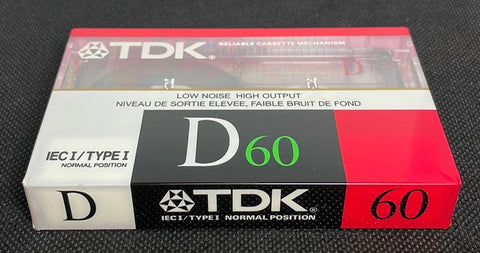 TDK®
RELIABLE CASSETTE MECHANISM
D
LOW NOISE HIGH OUTPUT
NIVEAU DE SORTIE ELEVEE, FAIBLE BRUIT DE FOND
IEC I / TYPE I
NORMAL POSITION
D60
D
TDK®
IEC I / TYPE I NORMAL POSITION
60